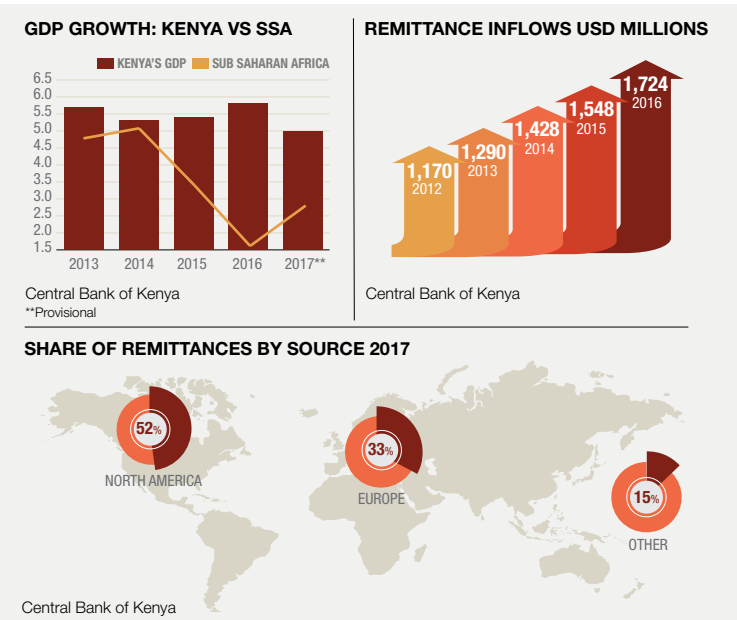 GDP GROWTH: KENYA VS SSA
KENYA'S GDP SUB SAHARAN AFRICA
6.5
6.0
5.5
5.0
4.5
4.0
3.5
3.0
2.5
2.0
1.5
2013 2014 2015 2016 2017**
Central Bank of Kenya
**Provisional
REMITTANCE INFLOWS USD MILLIONS
1,170
2012
1,290
2013
1,428
2014
1,548
2015
1,724
2016
Central Bank of Kenya
SHARE OF REMITTANCES BY SOURCE 2017
52%
NORTH AMERICA
33%
EUROPE
15%
OTHER
Central Bank of Kenya